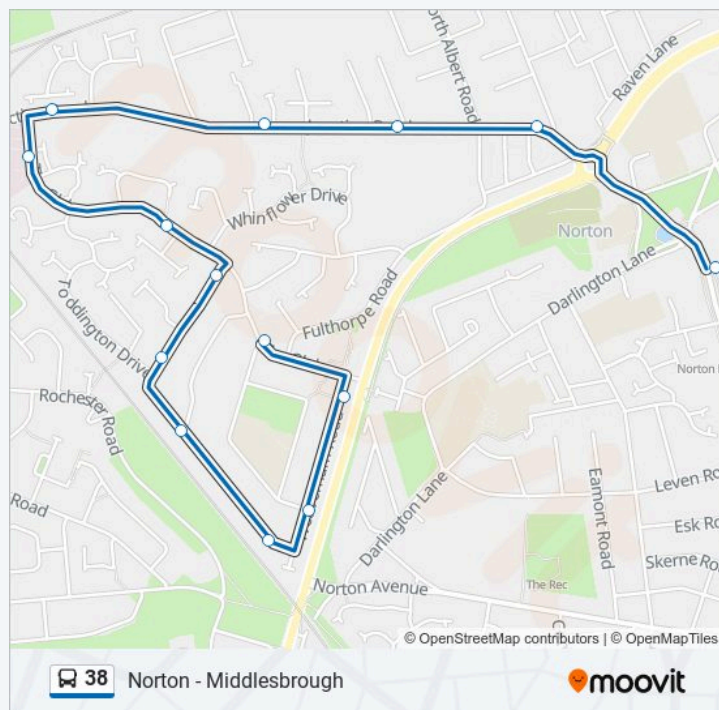 Raven Lane
Whinflower Drive
Norton
Darlington Lane
Fulthorpe Road
Toddington Drive
Rochester Road
Road
Darlington Lane
Eamont Road
Leven Ro
Esk Ro
Skerne Ro
The Rec
Norton Avenue
orth Albert Road
Norton
© OpenStreetMap contributors | © OpenMapTiles
38 Norton - Middlesbrough
moovit